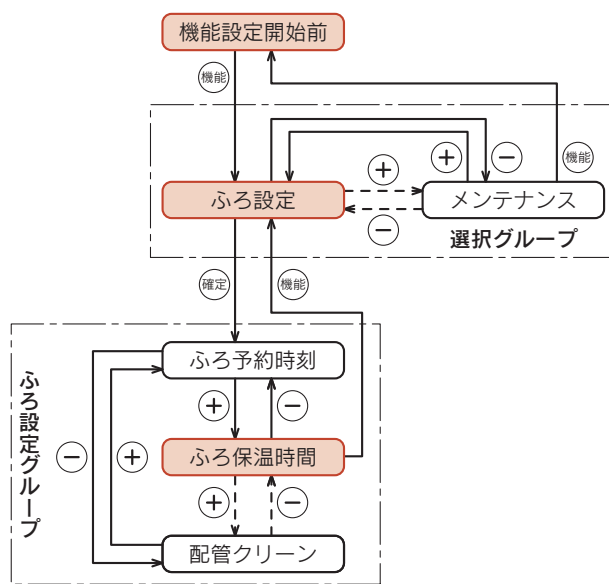 機能設定開始前
機能
+
−
+
機能
ふろ設定
メンテナンス
−
選択グループ
確定
機能
ふろ予約時刻
ふろ設定グループ
+
−
−
+
ふろ保温時間
+
−
配管クリーン